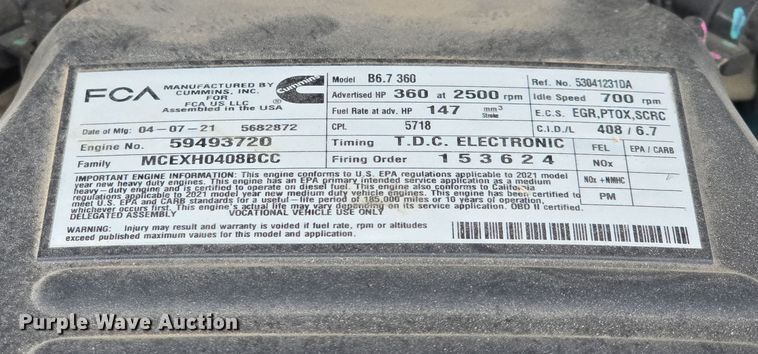 FCA
MANUFACTURED BY
CUMMINS, INC.
FOR
FCA US LLC
Assembled in the USA
Cummins
Date of Mfg: 04-07-21 5682872
Engine No. 59493720
Family MCEXH0408BCC
Model B6.7 360
Advertised HP 360 at 2500 rpm
Fuel Rate at adv. HP 147 mm³ Stroke
CPL 5718
Timing T.D.C. ELECTRONIC
Firing Order 1 5 3 6 2 4
Ref. No. 53041231DA
Idle Speed 700 rpm
E.C.S. EGR,PTOX,SCRC
C.I.D./L 408 / 6.7
FEL EPA / CARB
NOx
NOx +NMHC
PM
IMPORTANT ENGINE INFORMATION: This engine conforms to U.S. EPA regulations applicable to 2021 model
year new heavy duty engines. This engine has an EPA primary intended service application as a medium
heavy-duty engine and is certified to operate on diesel fuel. This engine also conforms to California
regulations applicable to 2021 model year new medium duty vehicle engines. This engine has been certified to
meet U.S. EPA and CARB standards for a useful-life period of 185,000 miles or 10 years of operation,
whichever occurs first. This engine's actual life may vary depending on its service application. OBD II certified.
DELEGATED ASSEMBLY VOCATIONAL VEHICLE USE ONLY
WARNING: Injury may result and warranty is voided if fuel rate, rpm or altitudes
exceed published maximum values for this model and application.
Purple Wave Auction